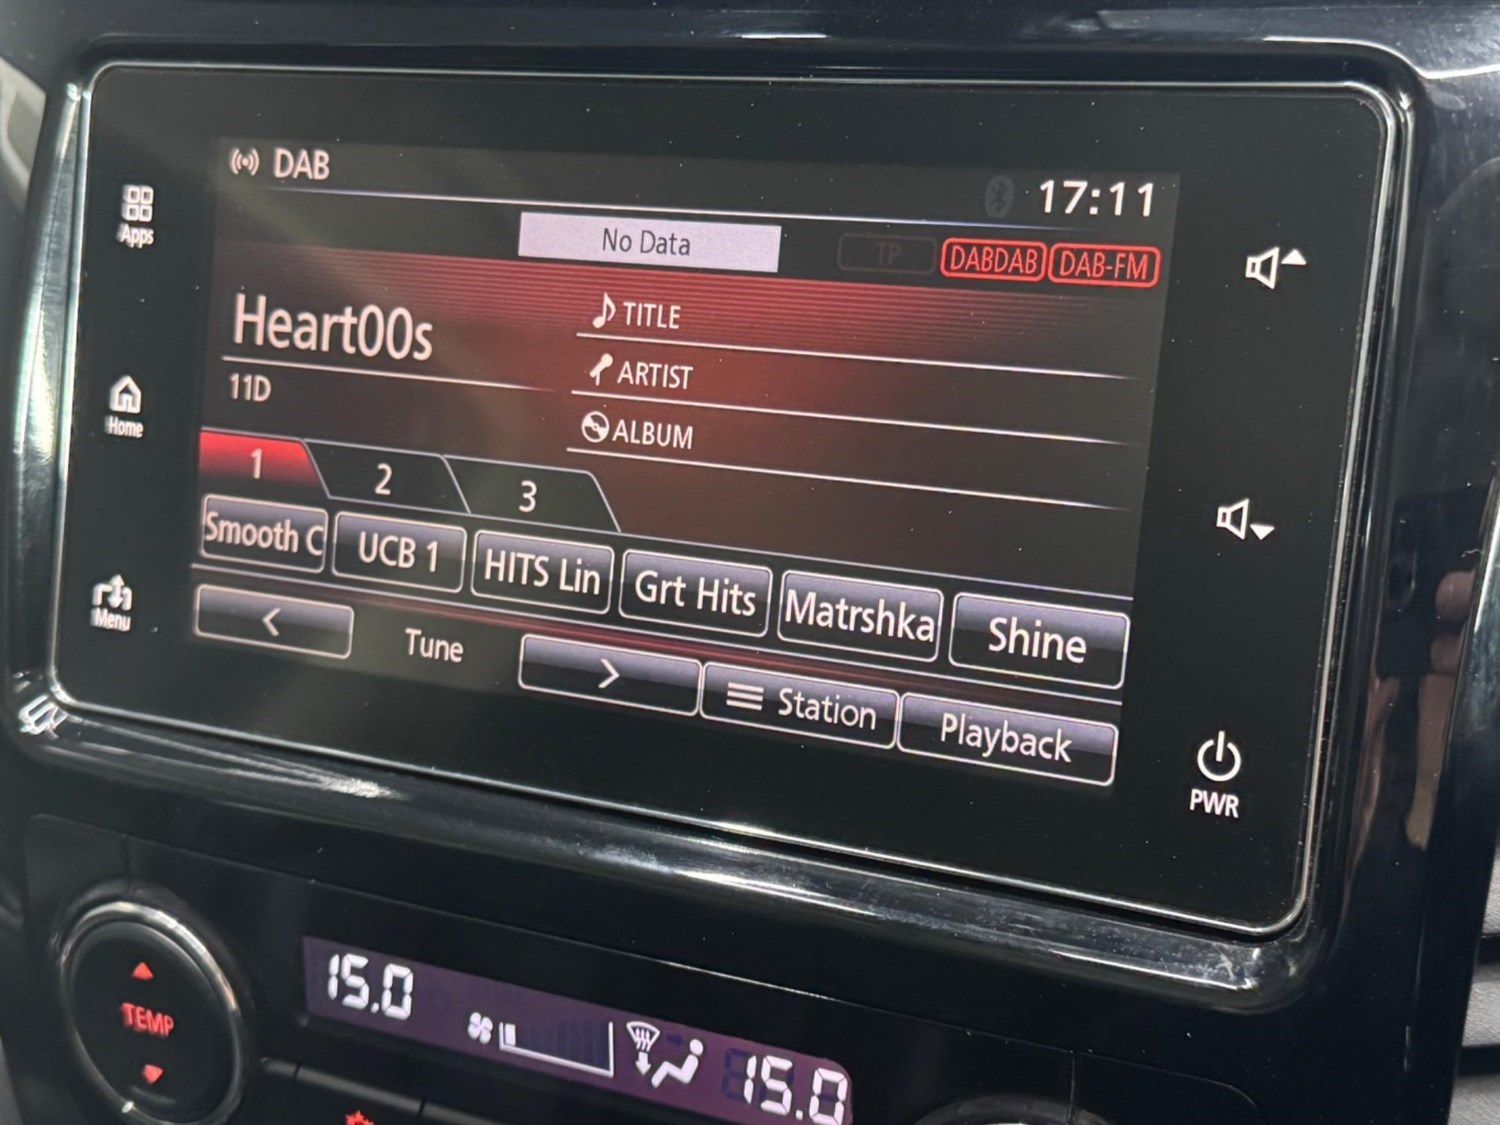 DAB
17:11
Apps
No Data
TP
DABDAB
DAB-FM
Heart00s
TITLE
11D
ARTIST
Home
ALBUM
1
2
3
Smooth C
UCB 1
HITS Lin
Grt Hits
Matrshka
Shine
Menu
<
Tune
>
Station
Playback
PWR
TEMP
15.0
15.0